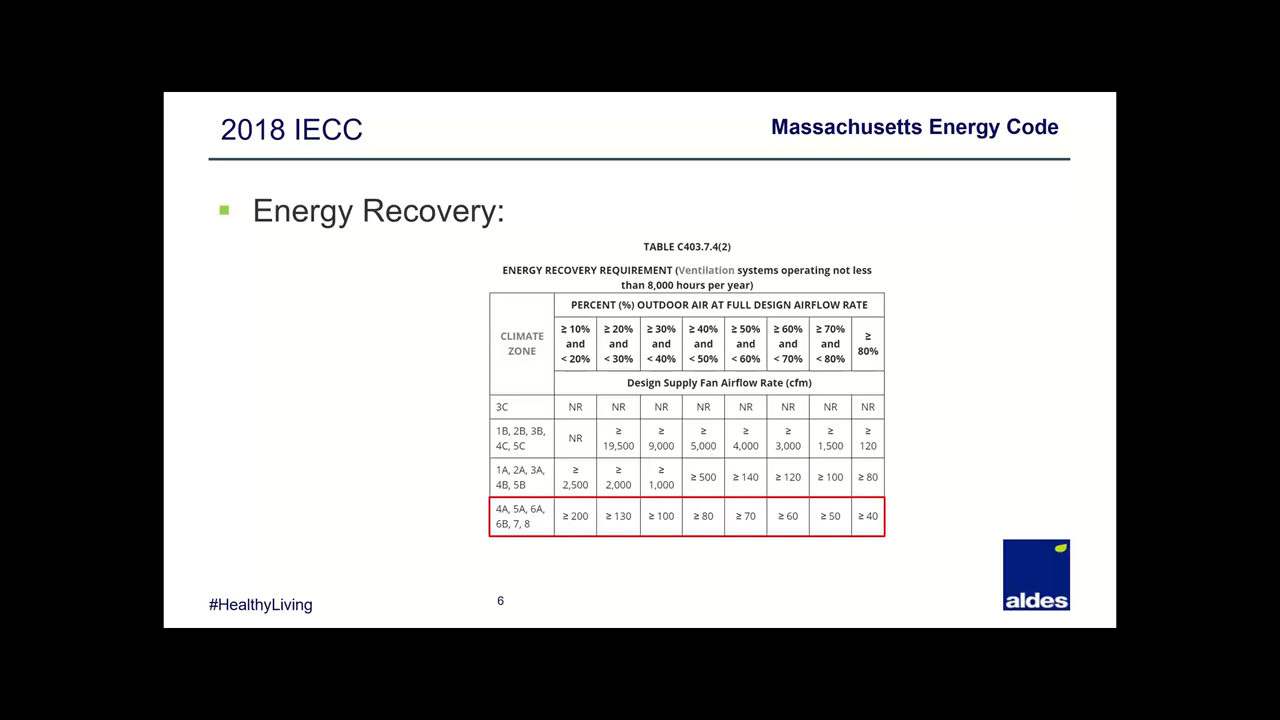 2018 IECC
Massachusetts Energy Code
Energy Recovery:
TABLE C403.7.4(2)
ENERGY RECOVERY REQUIREMENT (Ventilation systems operating not less
than 8,000 hours per year)
CLIMATE
ZONE
PERCENT (%) OUTDOOR AIR AT FULL DESIGN AIRFLOW RATE
≥ 10% ≥ 20% ≥ 30% ≥ 40% ≥ 50% ≥ 60% ≥ 70% ≥
and and and and and and and 80%
< 20% < 30% < 40% < 50% < 60% < 70% < 80%
Design Supply Fan Airflow Rate (cfm)
3C NR NR NR NR NR NR NR NR
1B, 2B, 3B, ≥ ≥ ≥ ≥ ≥ ≥ ≥
4C, 5C NR 19,500 9,000 5,000 4,000 3,000 1,500 120
1A, 2A, 3A, ≥ ≥ ≥ ≥ 500 ≥ 140 ≥ 120 ≥ 100 ≥ 80
4B, 5B 2,500 2,000 1,000
4A, 5A, 6A, ≥ 200 ≥ 130 ≥ 100 ≥ 80 ≥ 70 ≥ 60 ≥ 50 ≥ 40
6B, 7, 8
#HealthyLiving
6
aldes